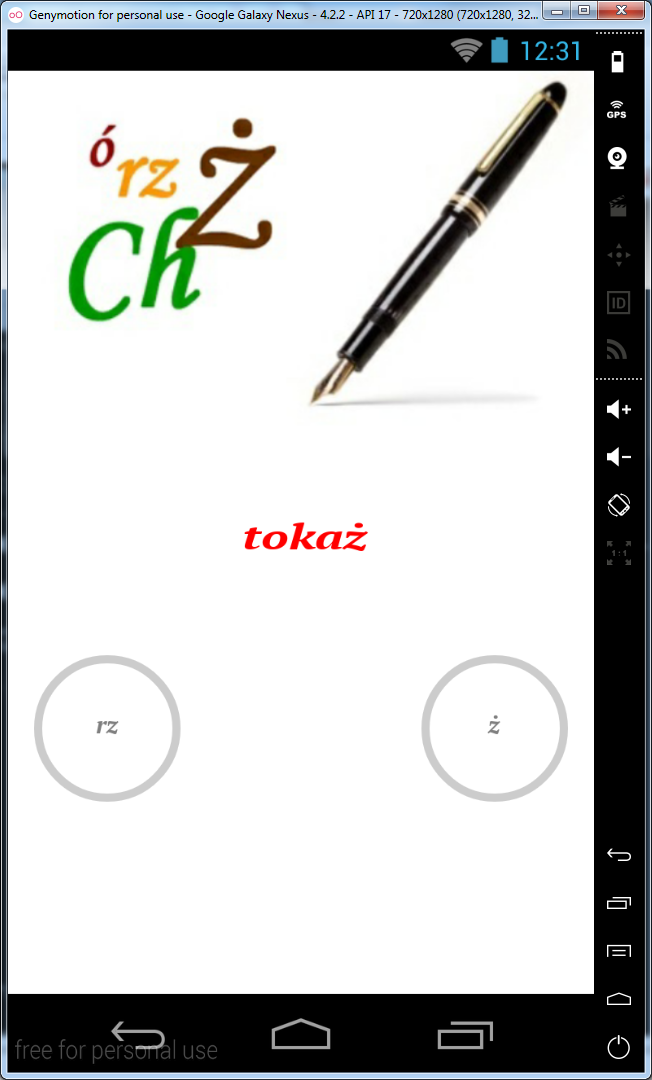 Genymotion for personal use - Google Galaxy Nexus - 4.2.2 - API 17 - 720x1280 (720x1280, 32...
12:31
GPS
ó
rz
Ż
Ch
ID
tokaż
1:1
rz
ż
free for personal use